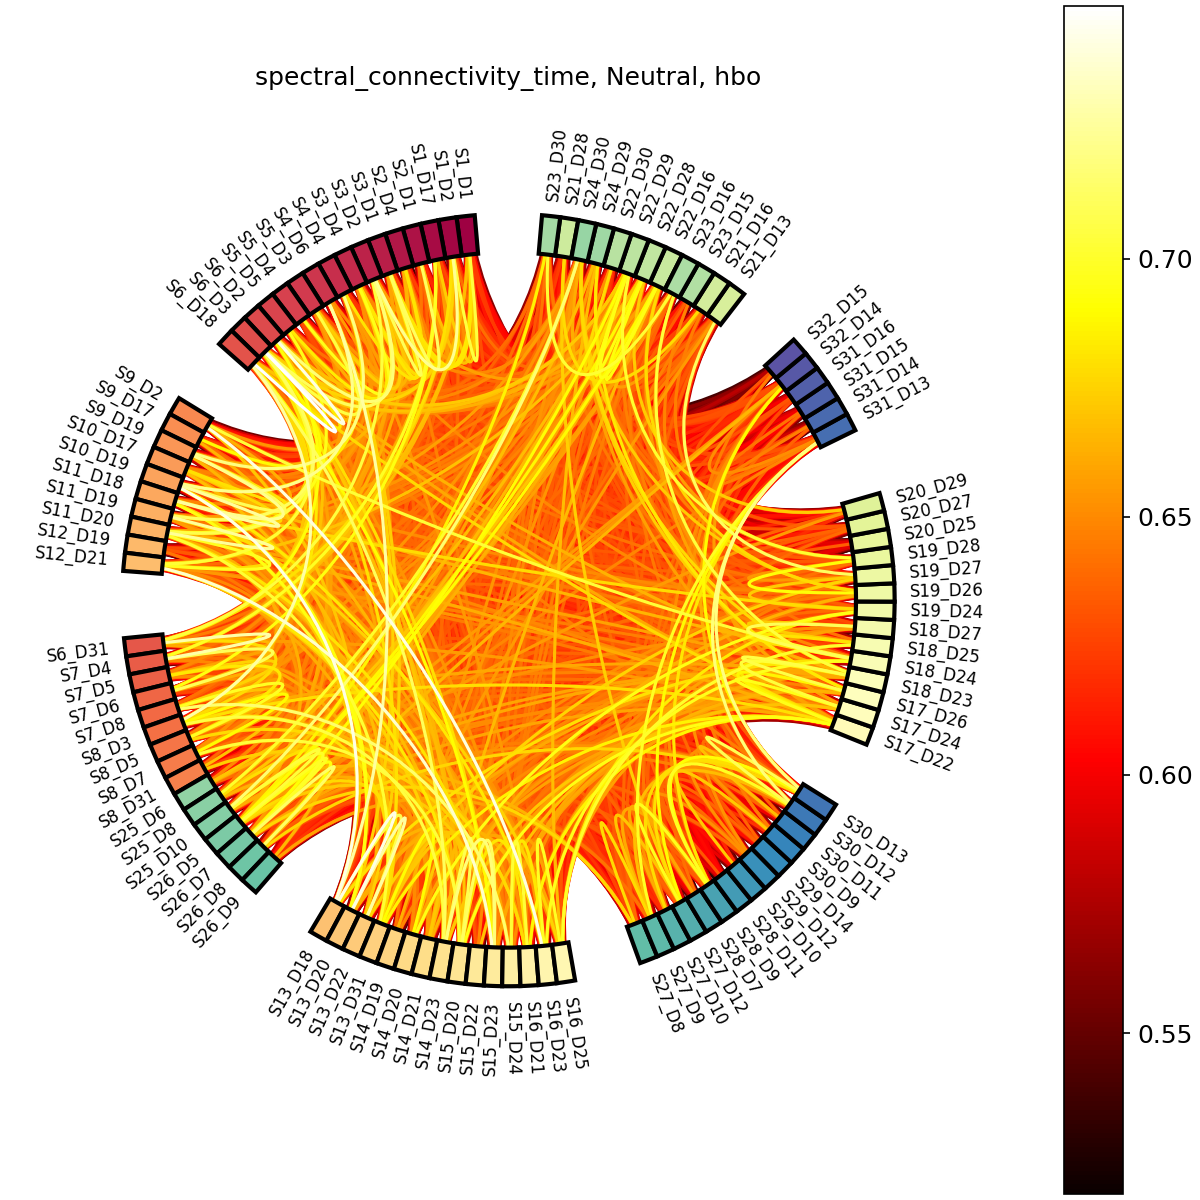 spectral_connectivity_time, Neutral, hbo
S1_D1
S1_D2
S1_D17
S2_D1
S2_D4
S3_D1
S3_D2
S3_D4
S4_D4
S4_D6
S5_D3
S5_D4
S5_D5
S6_D2
S6_D3
S6_D18
S9_D2
S9_D17
S9_D19
S10_D17
S10_D19
S11_D18
S11_D19
S11_D20
S12_D19
S12_D21
S6_D31
S7_D4
S7_D5
S7_D6
S7_D8
S8_D3
S8_D5
S8_D7
S8_D31
S25_D6
S25_D8
S25_D10
S26_D5
S26_D7
S26_D8
S26_D9
S13_D18
S13_D20
S13_D22
S13_D31
S14_D19
S14_D20
S14_D21
S14_D23
S15_D20
S15_D22
S15_D23
S15_D24
S16_D21
S16_D23
S16_D25
S27_D8
S27_D9
S27_D10
S27_D12
S28_D7
S28_D9
S28_D11
S29_D10
S29_D12
S29_D14
S30_D9
S30_D11
S30_D12
S30_D13
S17_D22
S17_D24
S17_D26
S18_D23
S18_D24
S18_D25
S18_D27
S19_D24
S19_D26
S19_D27
S19_D28
S20_D25
S20_D27
S20_D29
S31_D13
S31_D14
S31_D15
S31_D16
S32_D14
S32_D15
S21_D13
S21_D16
S23_D15
S23_D16
S22_D16
S22_D28
S22_D29
S22_D30
S24_D29
S24_D30
S21_D28
S23_D30
0.70
0.65
0.60
0.55